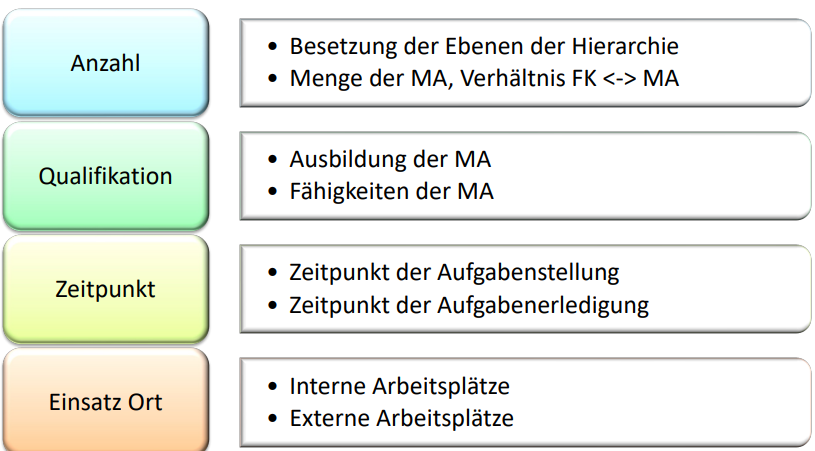 Anzahl
• Besetzung der Ebenen der Hierarchie
• Menge der MA, Verhältnis FK <-> MA
Qualifikation
• Ausbildung der MA
• Fähigkeiten der MA
Zeitpunkt
• Zeitpunkt der Aufgabenstellung
• Zeitpunkt der Aufgabenerledigung
Einsatz Ort
• Interne Arbeitsplätze
• Externe Arbeitsplätze